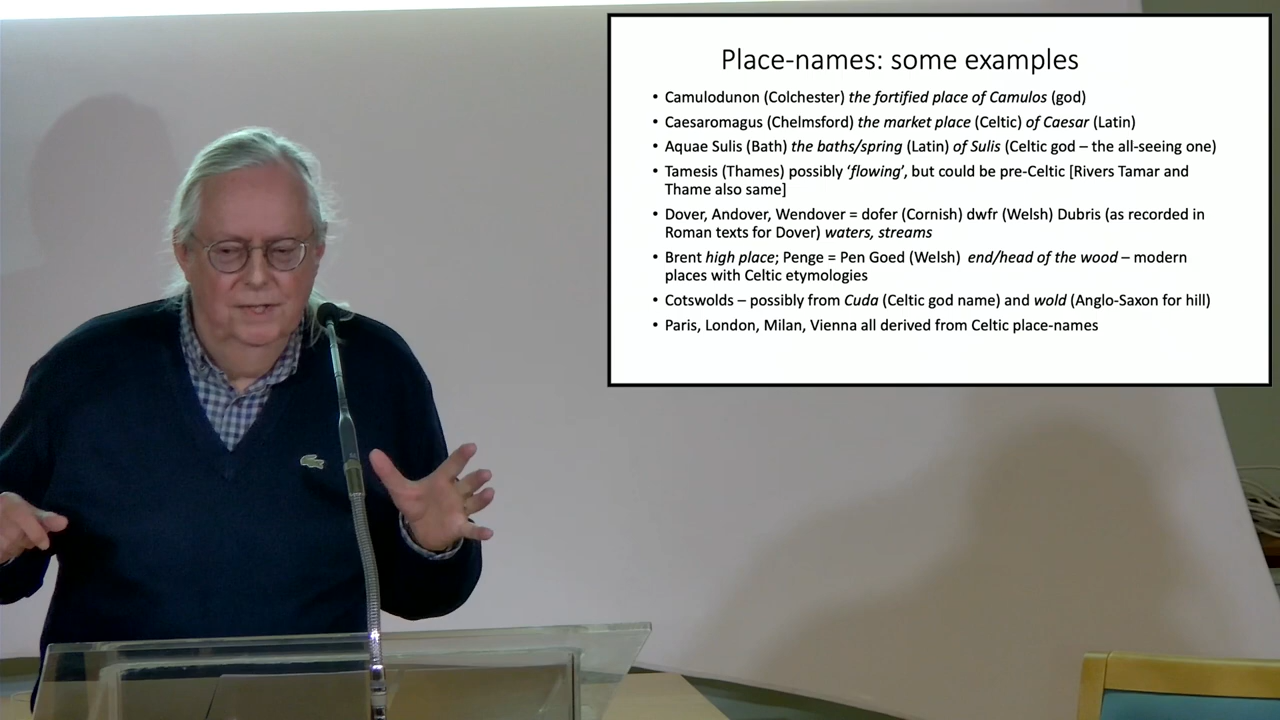 Place-names: some examples
• Camulodunon (Colchester) the fortified place of Camulos (god)
• Caesaromagus (Chelmsford) the market place (Celtic) of Caesar (Latin)
• Aquae Sulis (Bath) the baths/spring (Latin) of Sulis (Celtic god – the all-seeing one)
• Tamesis (Thames) possibly ‘flowing’, but could be pre-Celtic [Rivers Tamar and
Thame also same]
• Dover, Andover, Wendover = dofer (Cornish) dwfr (Welsh) Dubris (as recorded in
Roman texts for Dover) waters, streams
• Brent high place; Penge = Pen Goed (Welsh) end/head of the wood – modern
places with Celtic etymologies
• Cotswolds – possibly from Cuda (Celtic god name) and wold (Anglo-Saxon for hill)
• Paris, London, Milan, Vienna all derived from Celtic place-names